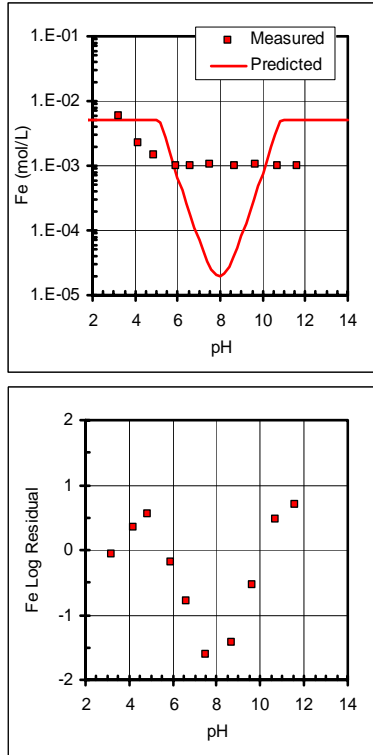 1.E-01
1.E-02
1.E-03
1.E-04
1.E-05
Fe (mol/L)
Measured
Predicted
2 4 6 8 10 12 14
pH
2
1
0
-1
-2
Fe Log Residual
2 4 6 8 10 12 14
pH